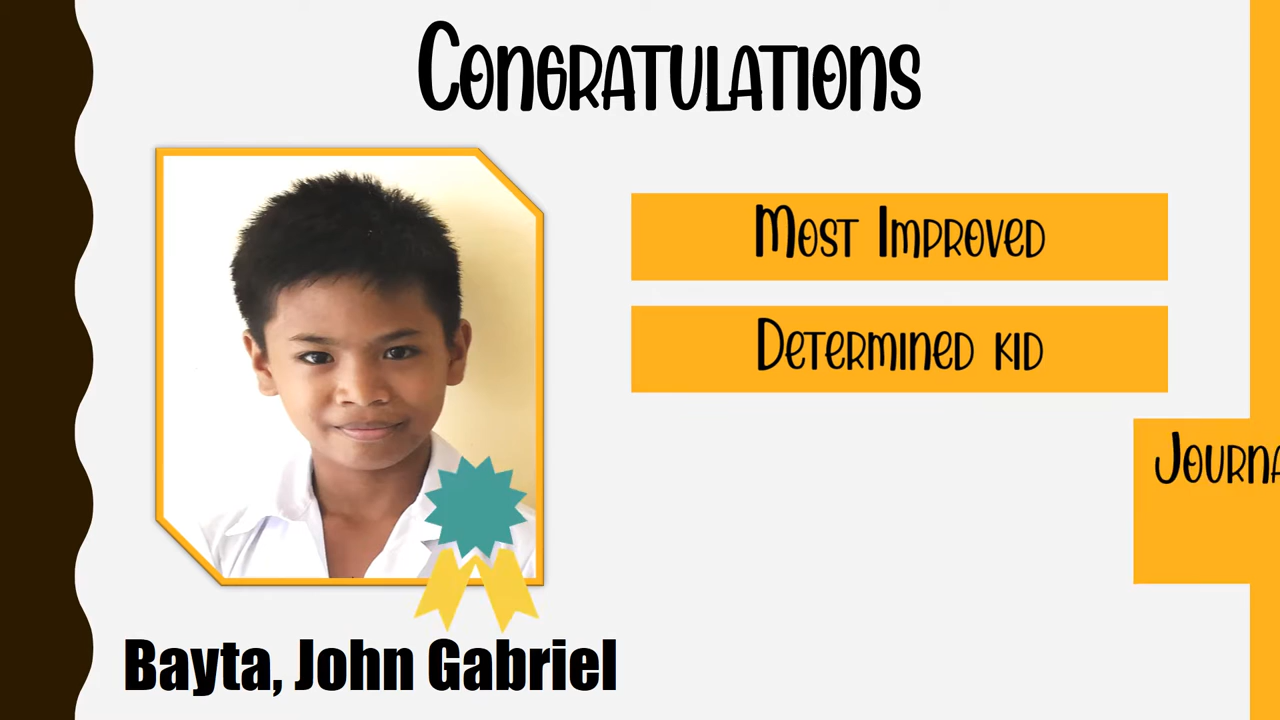 Congratulations
Most Improved
Determined kid
Bayta, John Gabriel